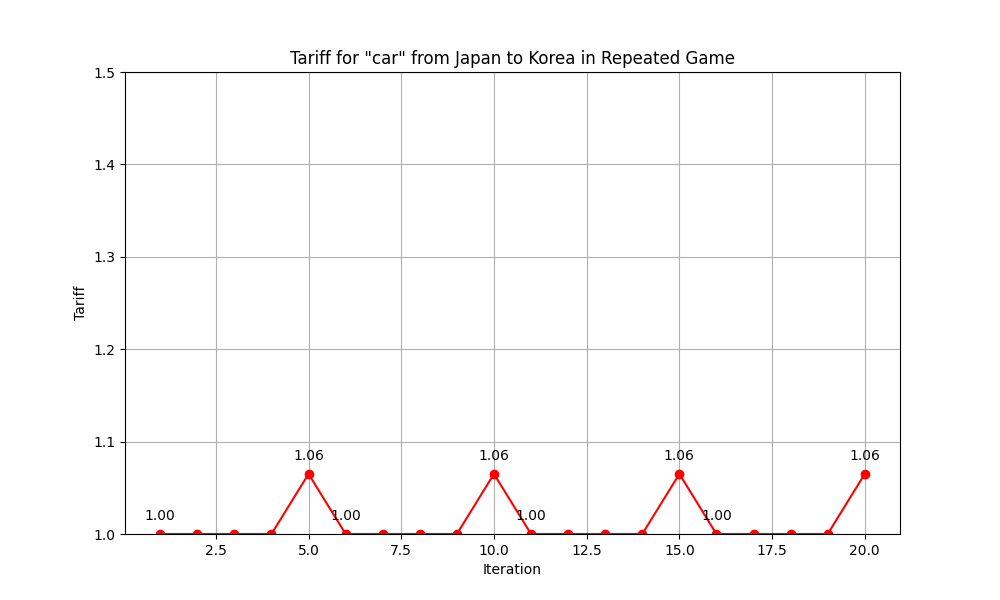 Tariff for "car" from Japan to Korea in Repeated Game
1.5
1.4
1.3
1.2
1.1
1.0
Tariff
1.06 1.06 1.06 1.06
1.00 1.00 1.00 1.00
2.5 5.0 7.5 10.0 12.5 15.0 17.5 20.0
Iteration